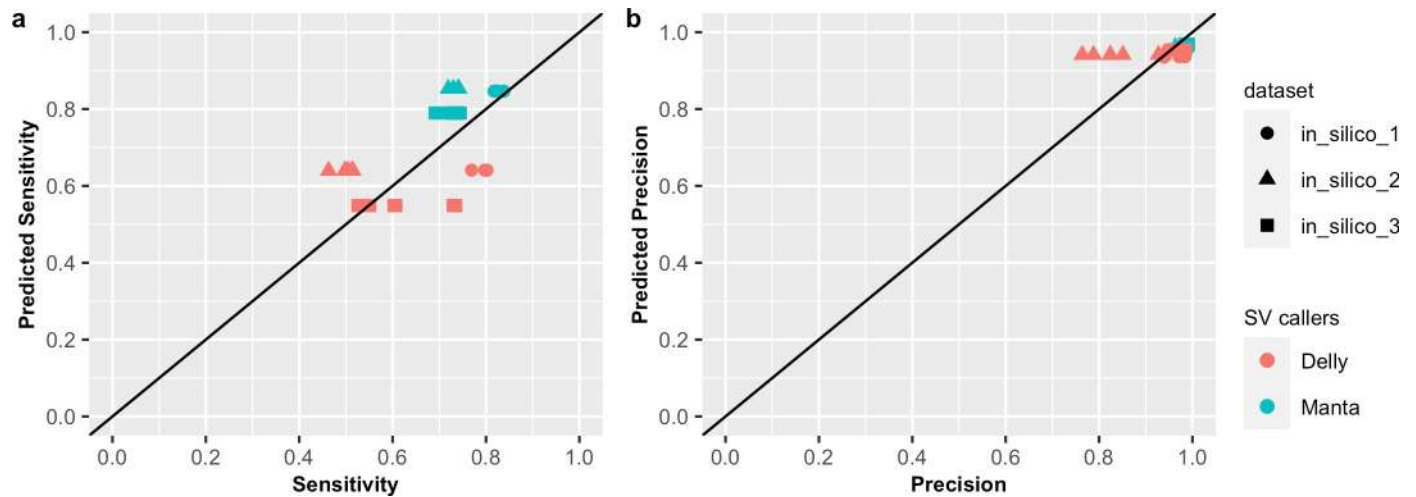 a
Predicted Sensitivity
1.0
0.8
0.6
0.4
0.2
0.0
0.0 0.2 0.4 0.6 0.8 1.0
Sensitivity
b
Predicted Precision
1.0
0.8
0.6
0.4
0.2
0.0
0.0 0.2 0.4 0.6 0.8 1.0
Precision
dataset
in_silico_1
in_silico_2
in_silico_3
SV callers
Delly
Manta